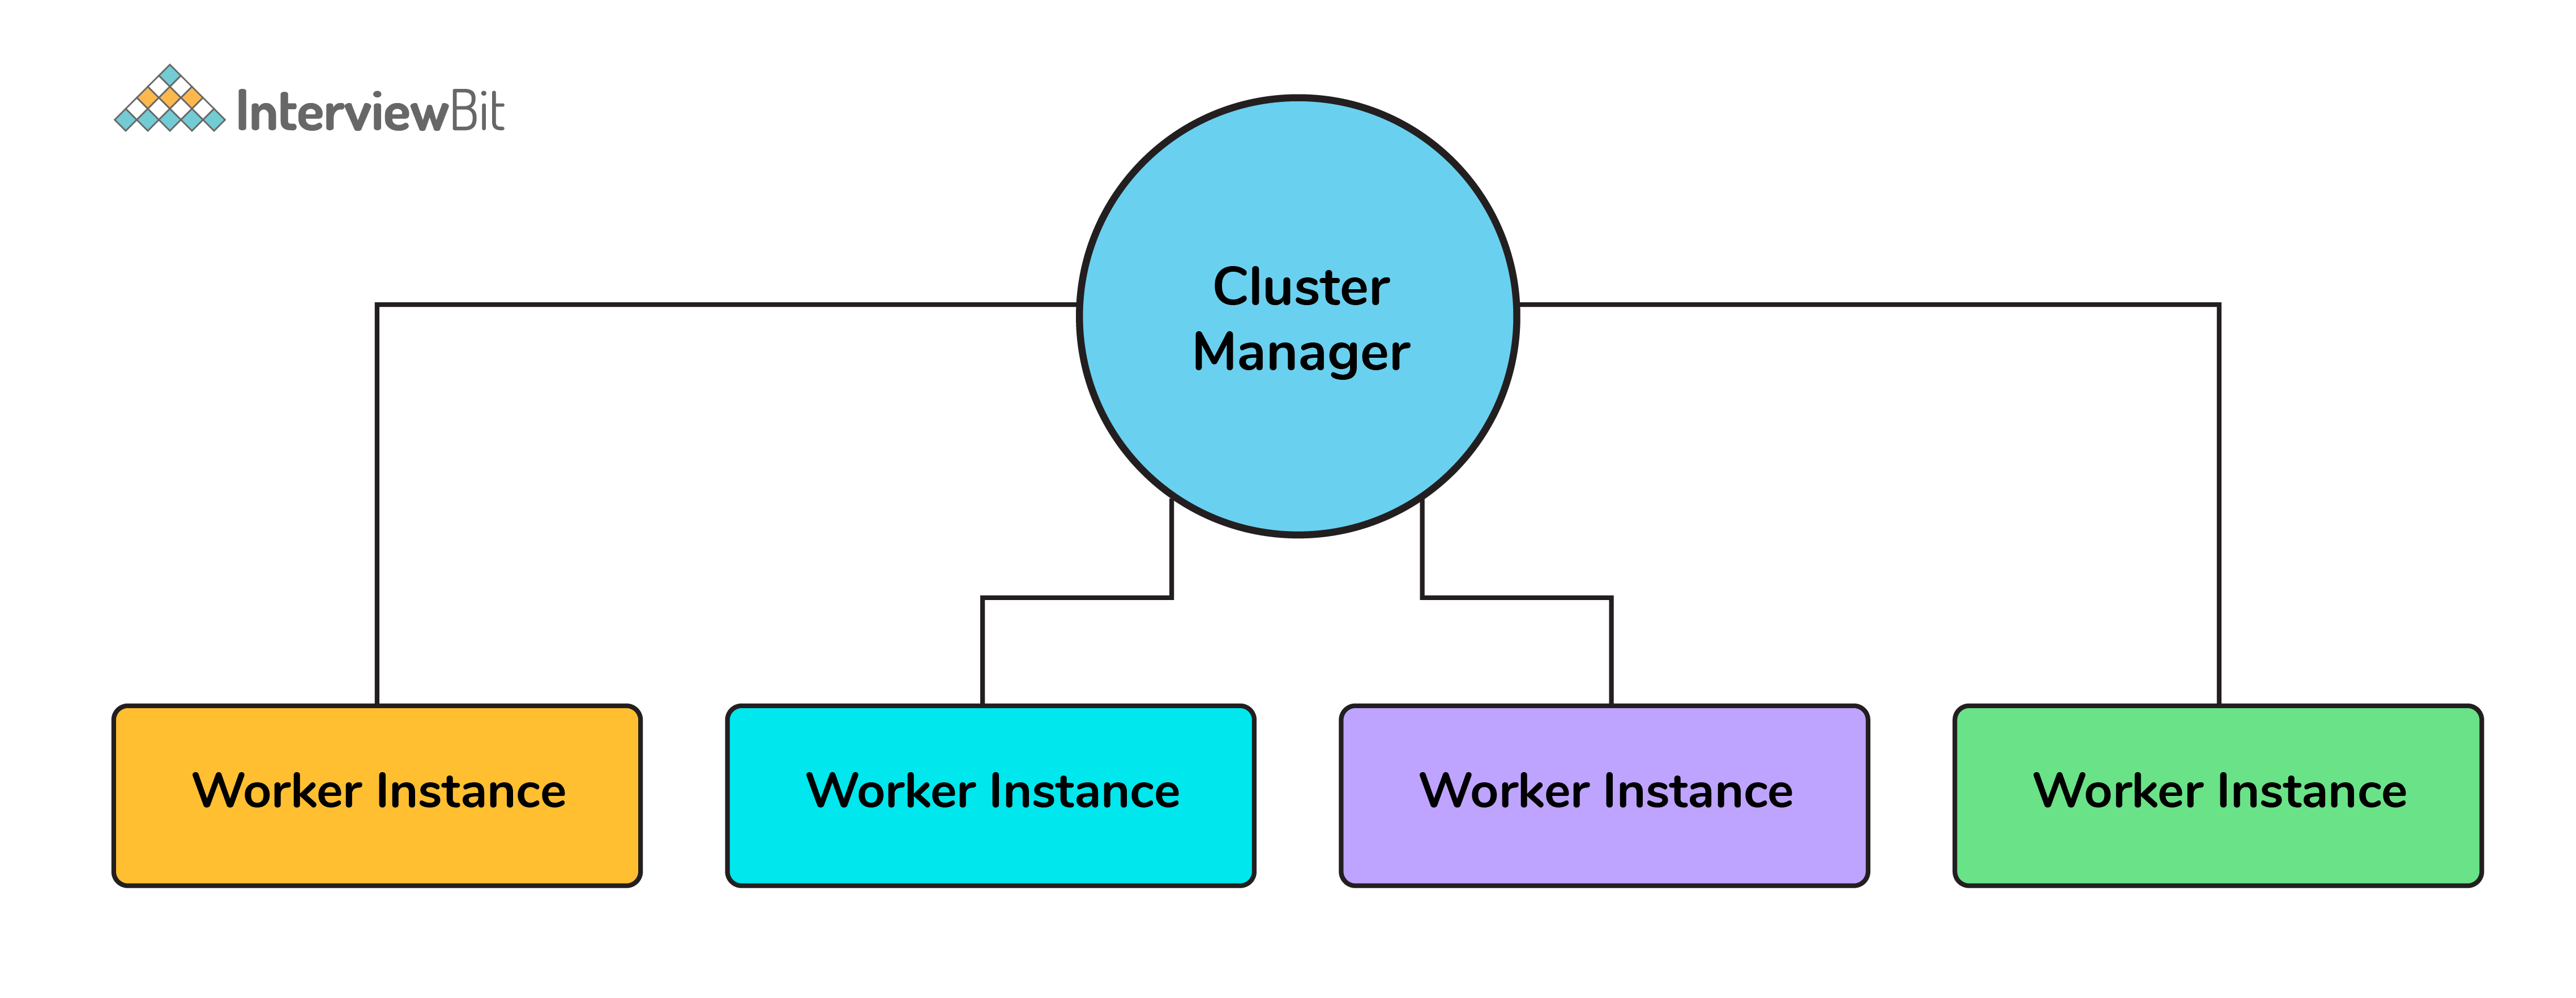 InterviewBit
Cluster
Manager
Worker Instance
Worker Instance
Worker Instance
Worker Instance